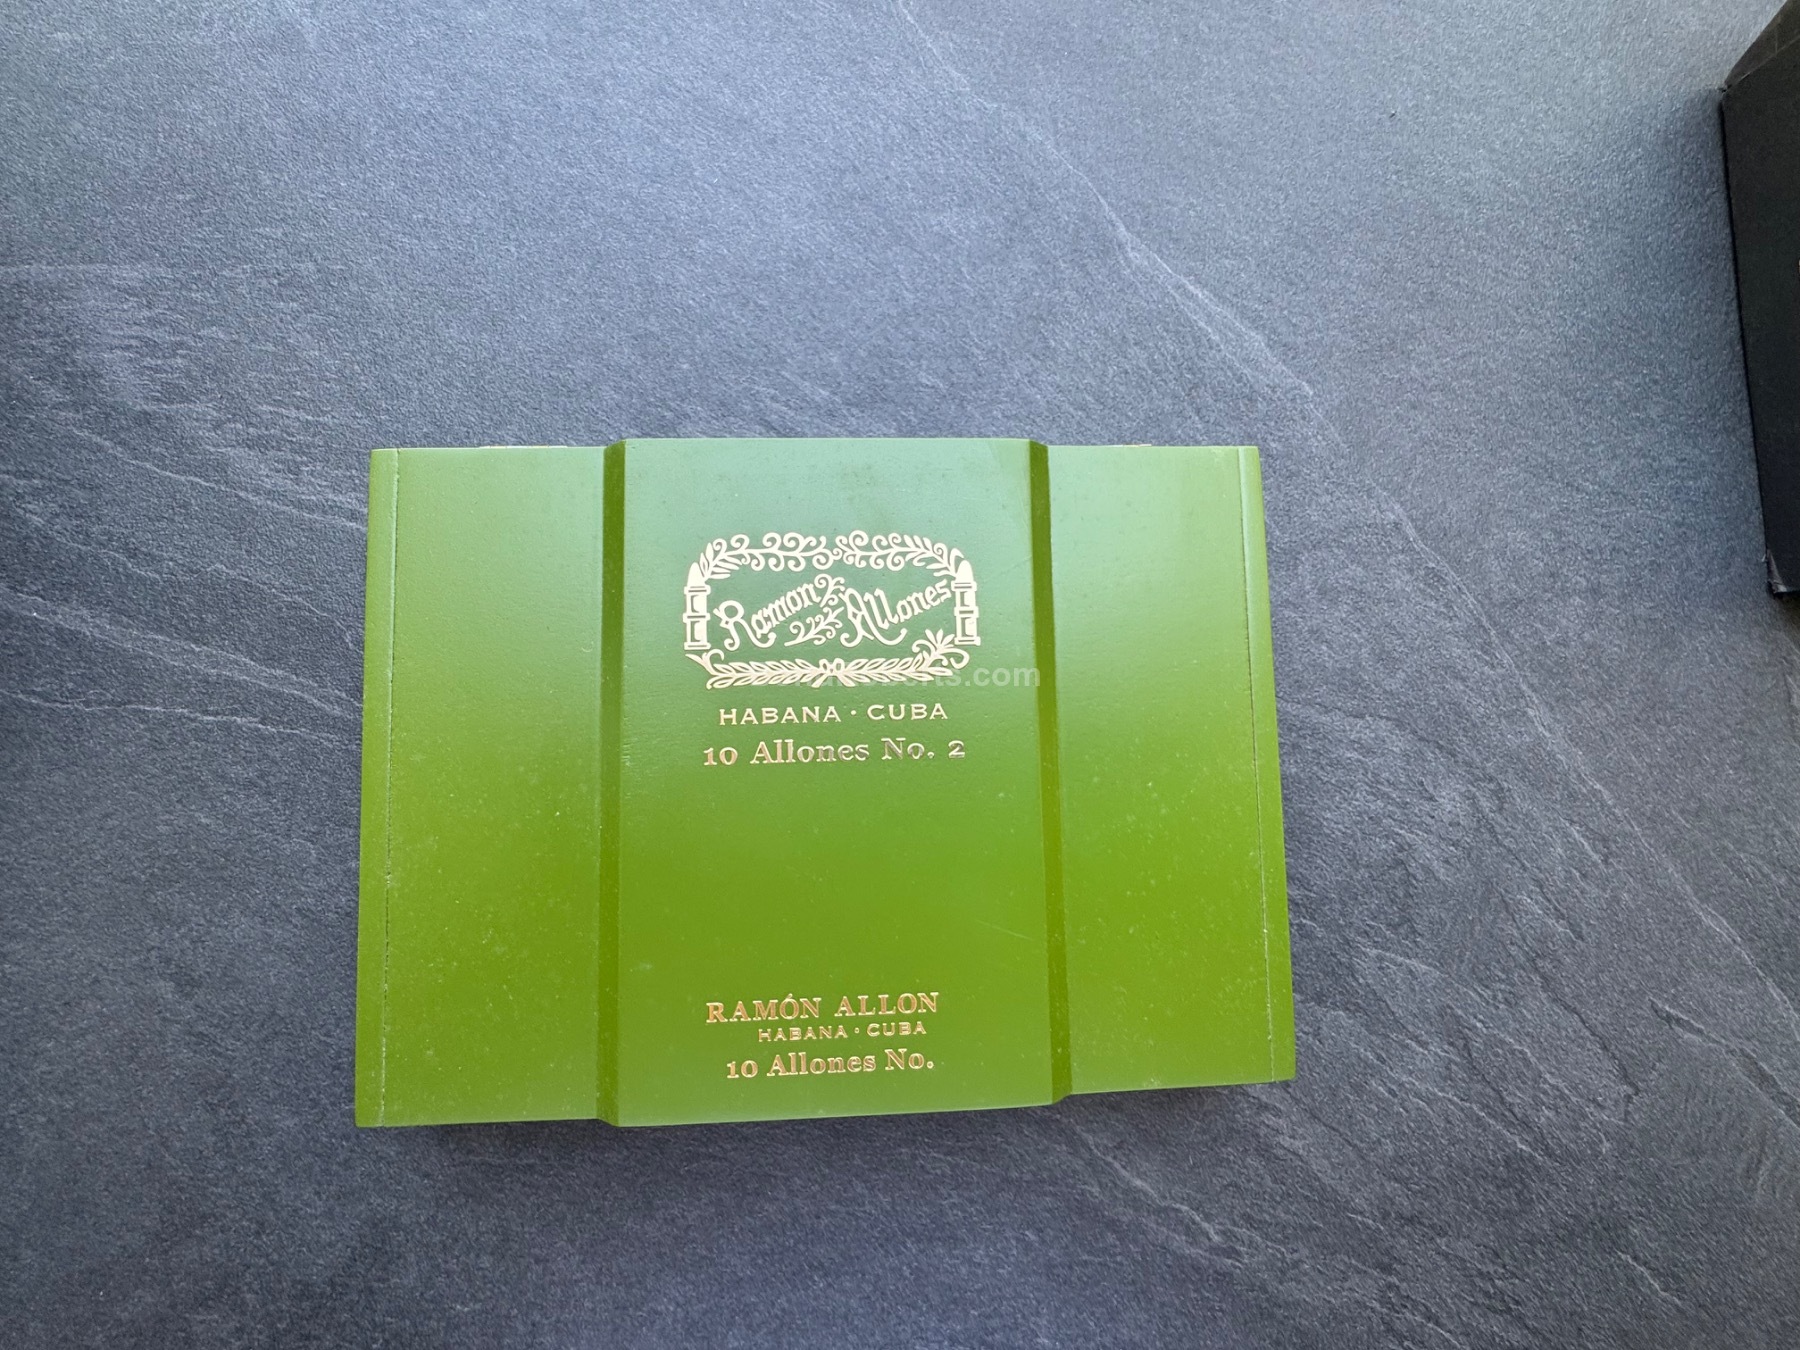 Ramon Allones
HABANA · CUBA
10 Allones No. 2
RAMÓN ALLON
HABANA · CUBA
10 Allones No.